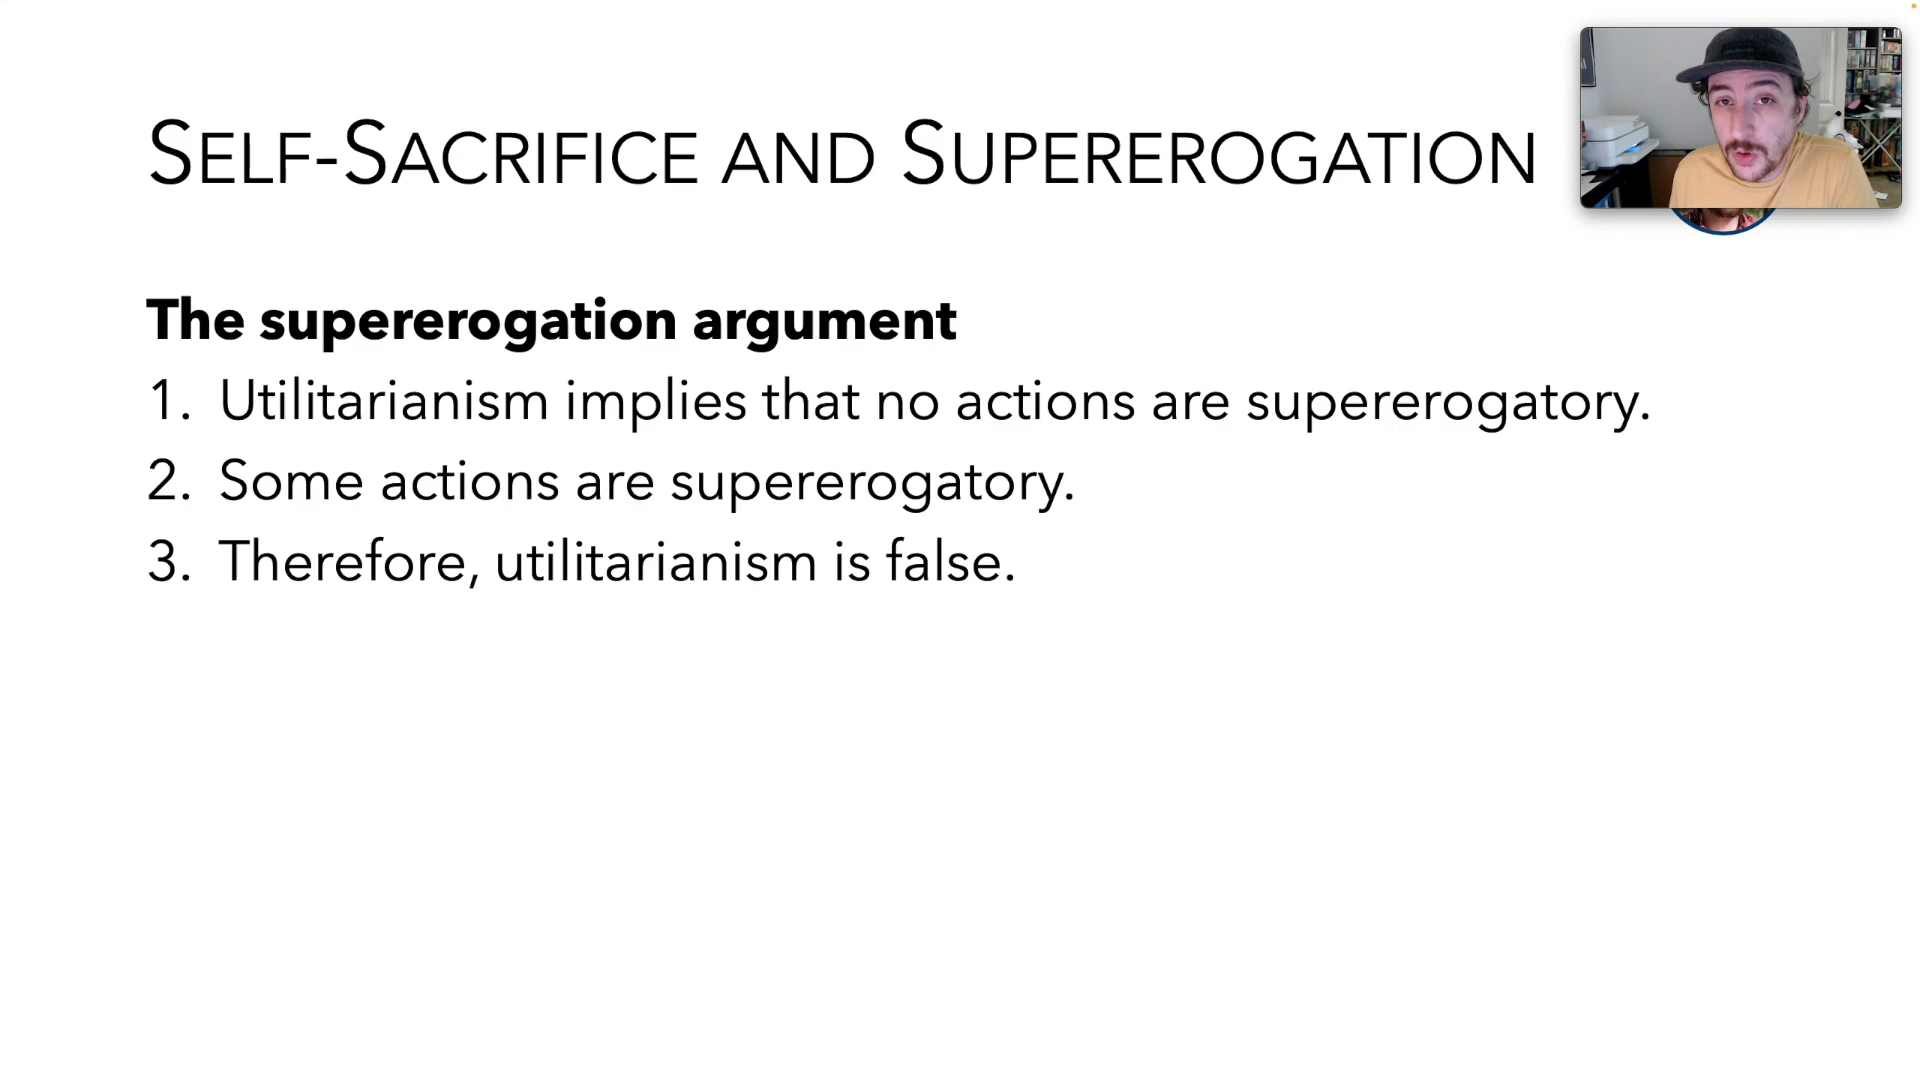 SELF-SACRIFICE AND SUPEREROGATION
The supererogation argument
1. Utilitarianism implies that no actions are supererogatory.
2. Some actions are supererogatory.
3. Therefore, utilitarianism is false.